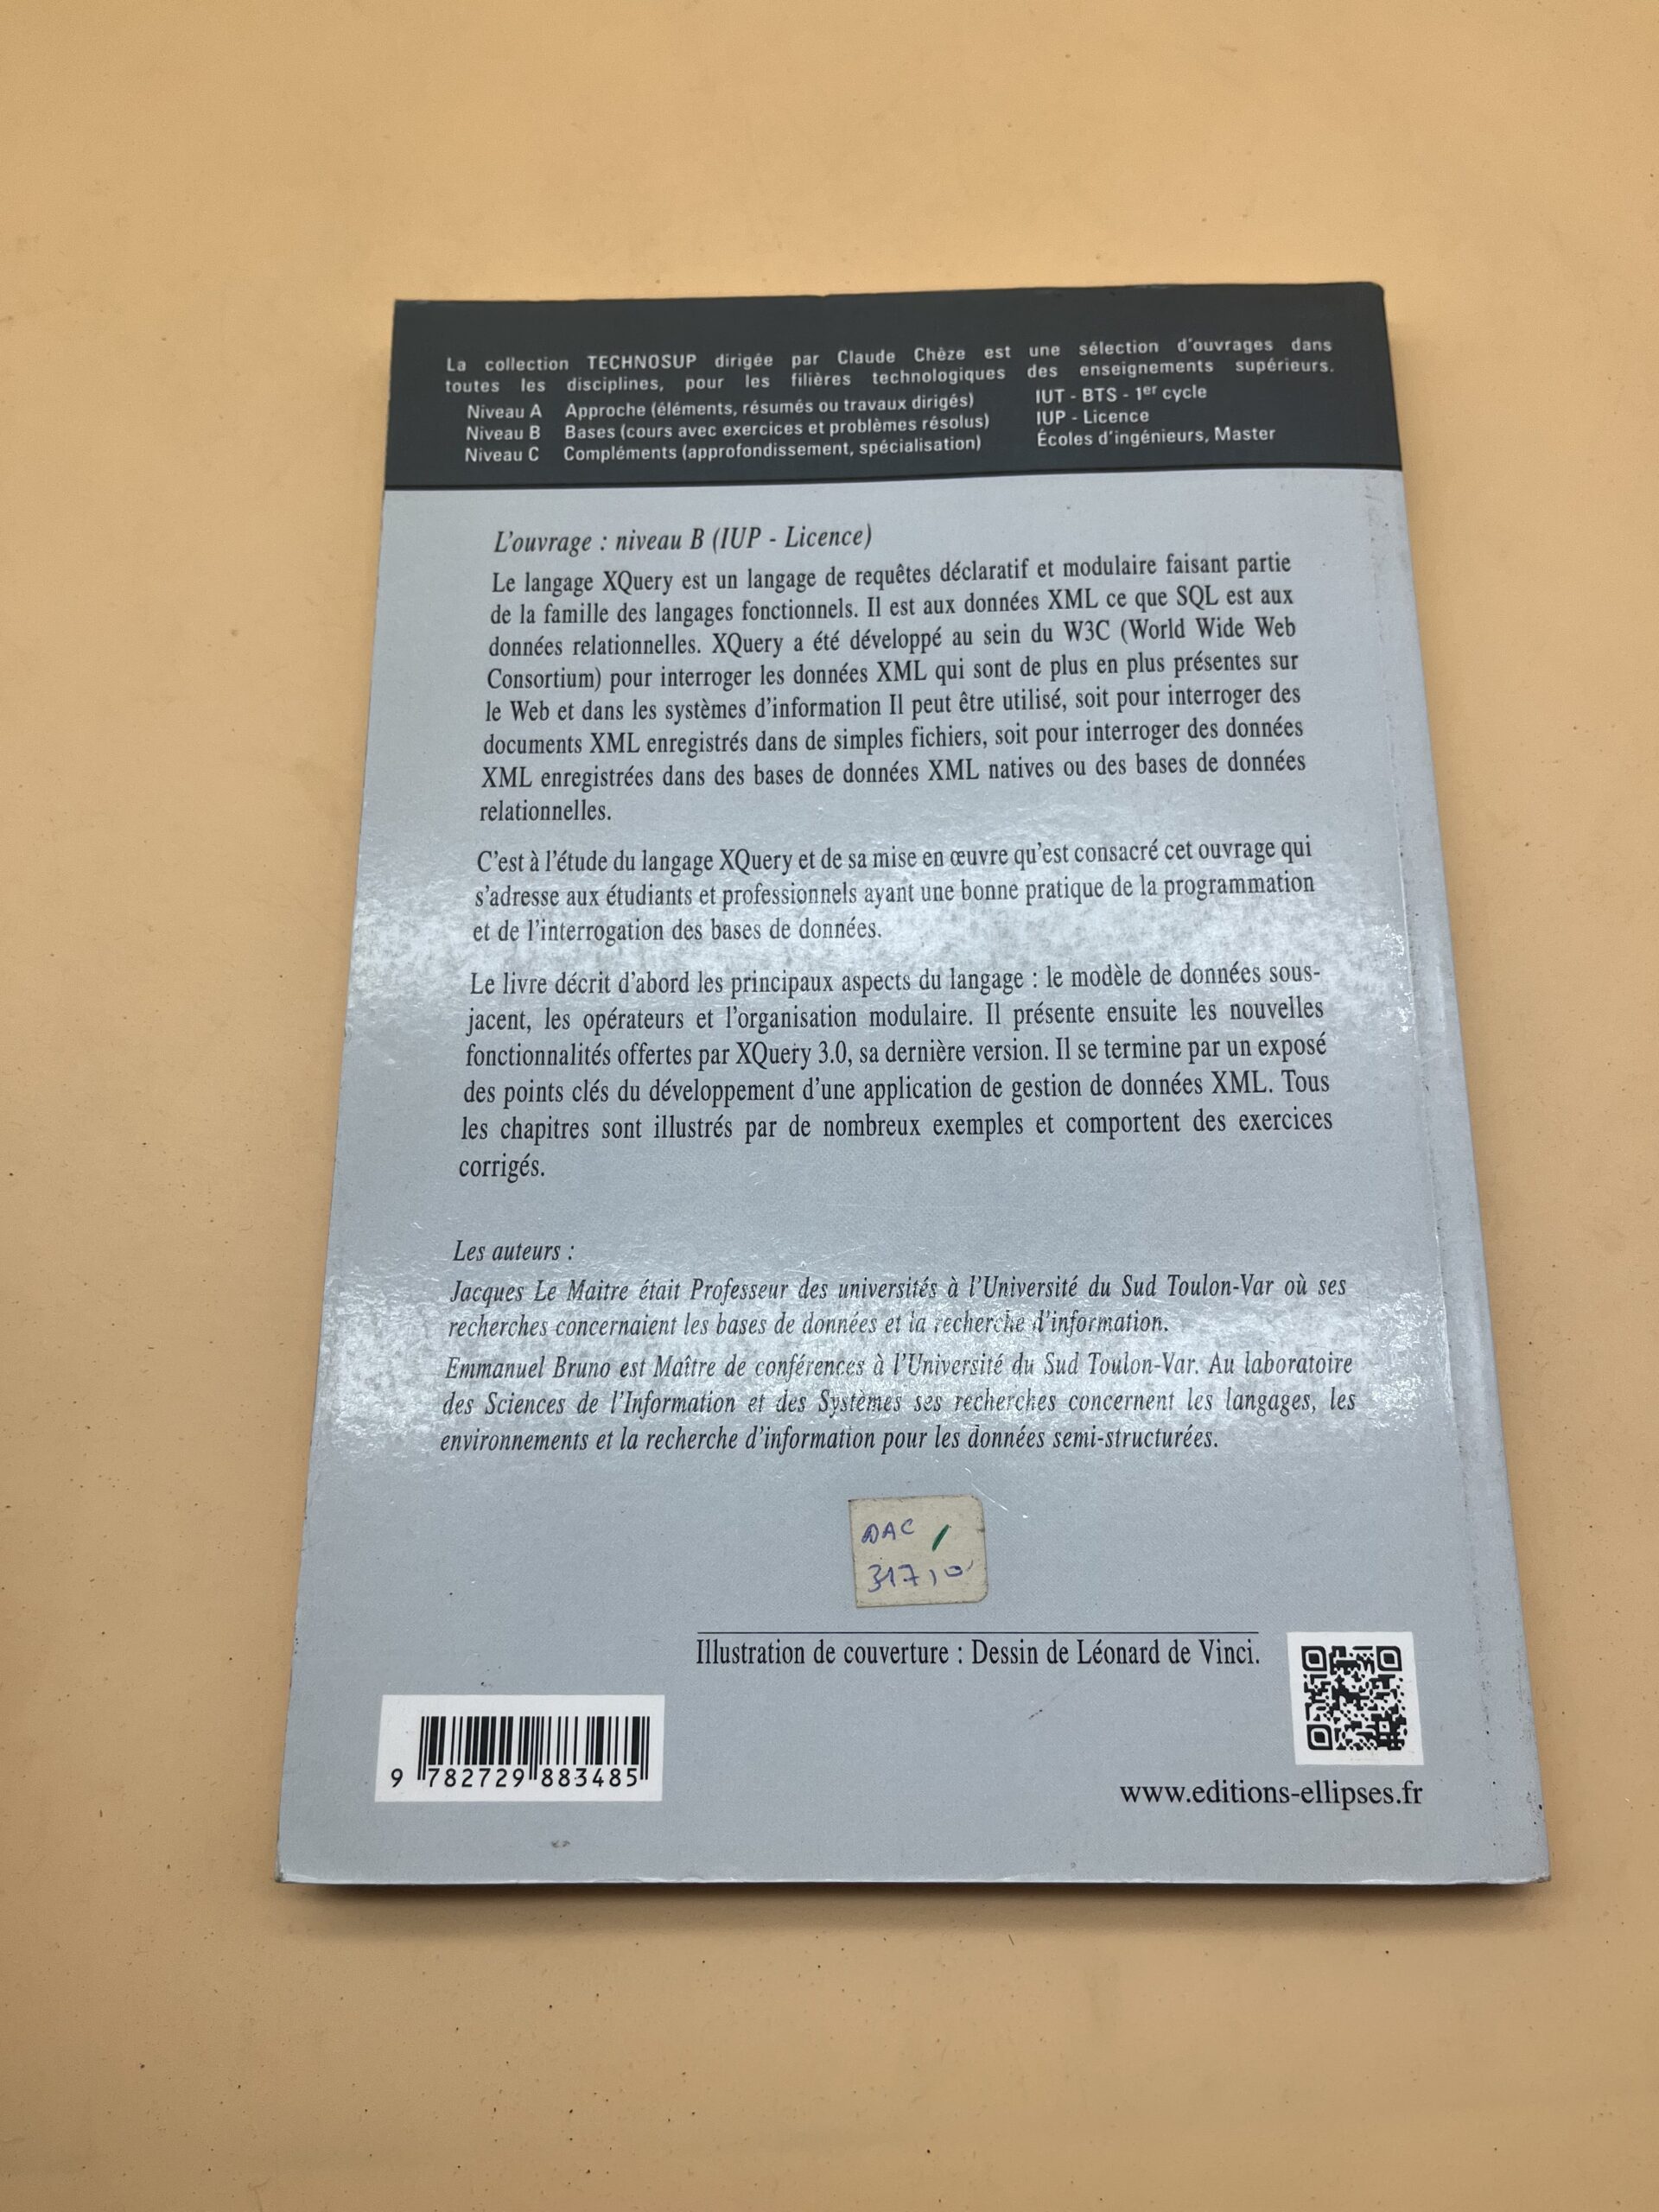 La collection TECHNOSUP dirigée par Claude Chèze est une sélection d'ouvrages dans
toutes les disciplines, pour les filières technologiques des enseignements supérieurs.
Niveau A Approche (éléments, résumés ou travaux dirigés) IUT - BTS - 1er cycle
Niveau B Bases (cours avec exercices et problèmes résolus) IUP - Licence
Niveau C Compléments (approfondissement, spécialisation) Écoles d'ingénieurs, Master
L'ouvrage : niveau B (IUP - Licence)
Le langage XQuery est un langage de requêtes déclaratif et modulaire faisant partie
de la famille des langages fonctionnels. Il est aux données XML ce que SQL est aux
données relationnelles. XQuery a été développé au sein du W3C (World Wide Web
Consortium) pour interroger les données XML qui sont de plus en plus présentes sur
le Web et dans les systèmes d'information Il peut être utilisé, soit pour interroger des
documents XML enregistrés dans de simples fichiers, soit pour interroger des données
XML enregistrées dans des bases de données XML natives ou des bases de données
relationnelles.
C'est à l'étude du langage XQuery et de sa mise en œuvre qu'est consacré cet ouvrage qui
s'adresse aux étudiants et professionnels ayant une bonne pratique de la programmation
et de l'interrogation des bases de données.
Le livre décrit d'abord les principaux aspects du langage : le modèle de données sous-
jacent, les opérateurs et l'organisation modulaire. Il présente ensuite les nouvelles
fonctionnalités offertes par XQuery 3.0, sa dernière version. Il se termine par un exposé
des points clés du développement d'une application de gestion de données XML. Tous
les chapitres sont illustrés par de nombreux exemples et comportent des exercices
corrigés.
Les auteurs :
Jacques Le Maitre était Professeur des universités à l'Université du Sud Toulon-Var où ses
recherches concernaient les bases de données et la recherche d'information.
Emmanuel Bruno est Maître de conférences à l'Université du Sud Toulon-Var. Au laboratoire
des Sciences de l'Information et des Systèmes ses recherches concernent les langages, les
environnements et la recherche d'information pour les données semi-structurées.
DAC
317,0
Illustration de couverture : Dessin de Léonard de Vinci.
9 782729 883485
www.editions-ellipses.fr